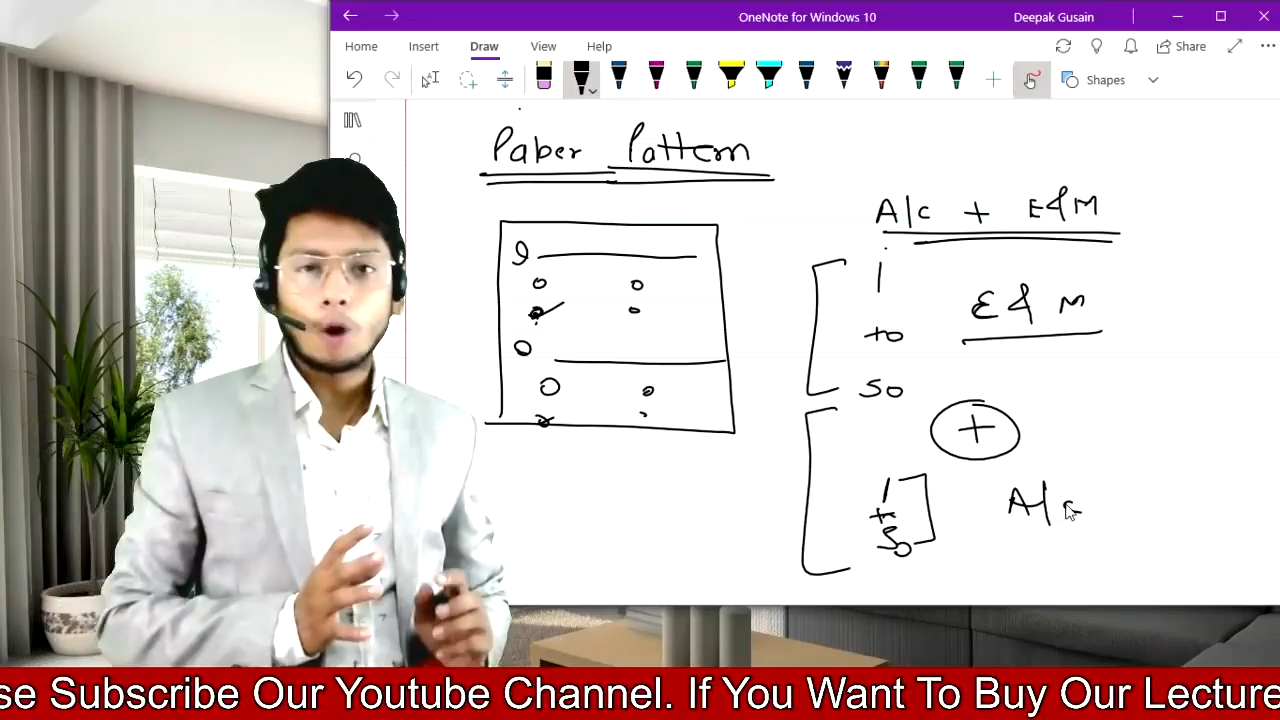 OneNote for Windows 10
Deepak Gusain
Home
Insert
Draw
View
Help
Share
Shapes
Paber Pattern
A/c + E&M
1
to
50
E & M
+
1
to
50
A/c
se Subscribe Our Youtube Channel. If You Want To Buy Our Lecture